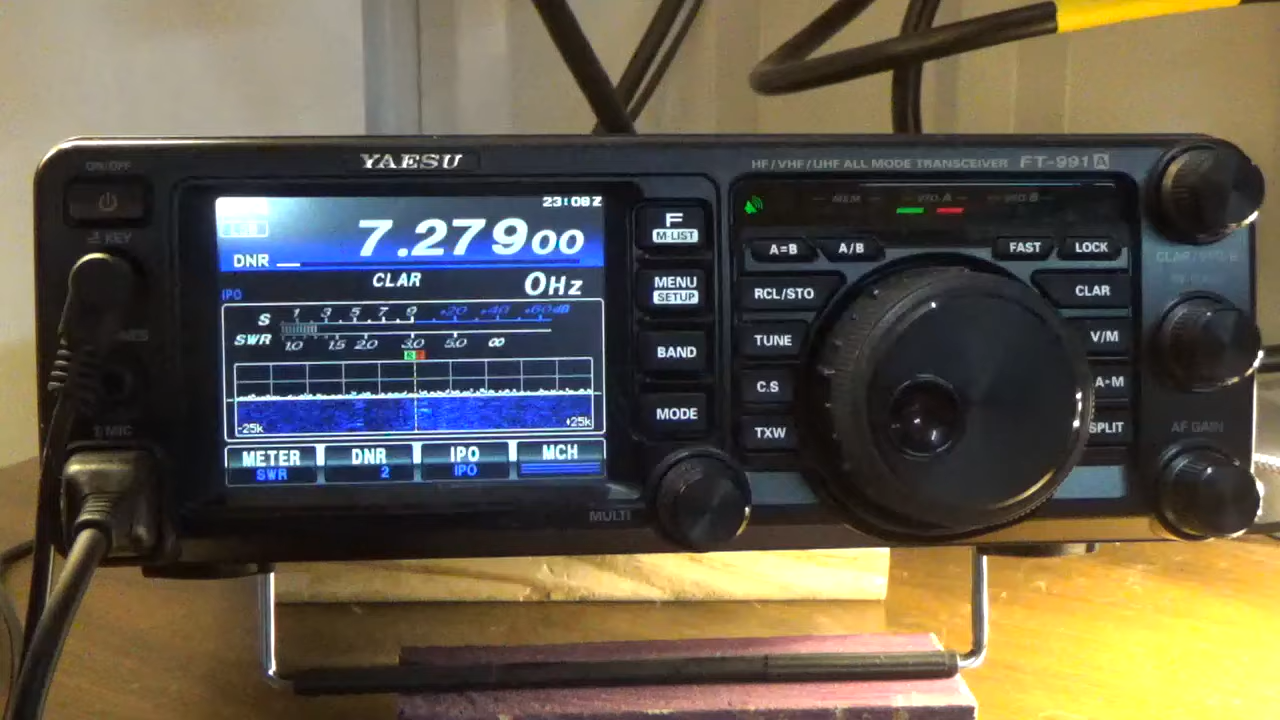 ON/OFF
YAESU
HF/VHF/UHF ALL MODE TRANSCEIVER FT-991A
23:08Z
7.27900
DNR
CLAR 0Hz
IPO
S 1 3 5 7 9 +20 +40 +60dB
SWR 1.0 1.5 2.0 3.0 5.0 ∞
-25k +25k
METER DNR IPO MCH
SWR 2 IPO
F
M-LIST
MENU
SETUP
BAND
MODE
MULTI
MEM VFO-A VFO-B
A=B A/B FAST LOCK
RCL/STO CLAR
TUNE V/M
C.S A▸M
TXW SPLIT
KEY
MIC
CLAR/VFO-B
AF GAIN